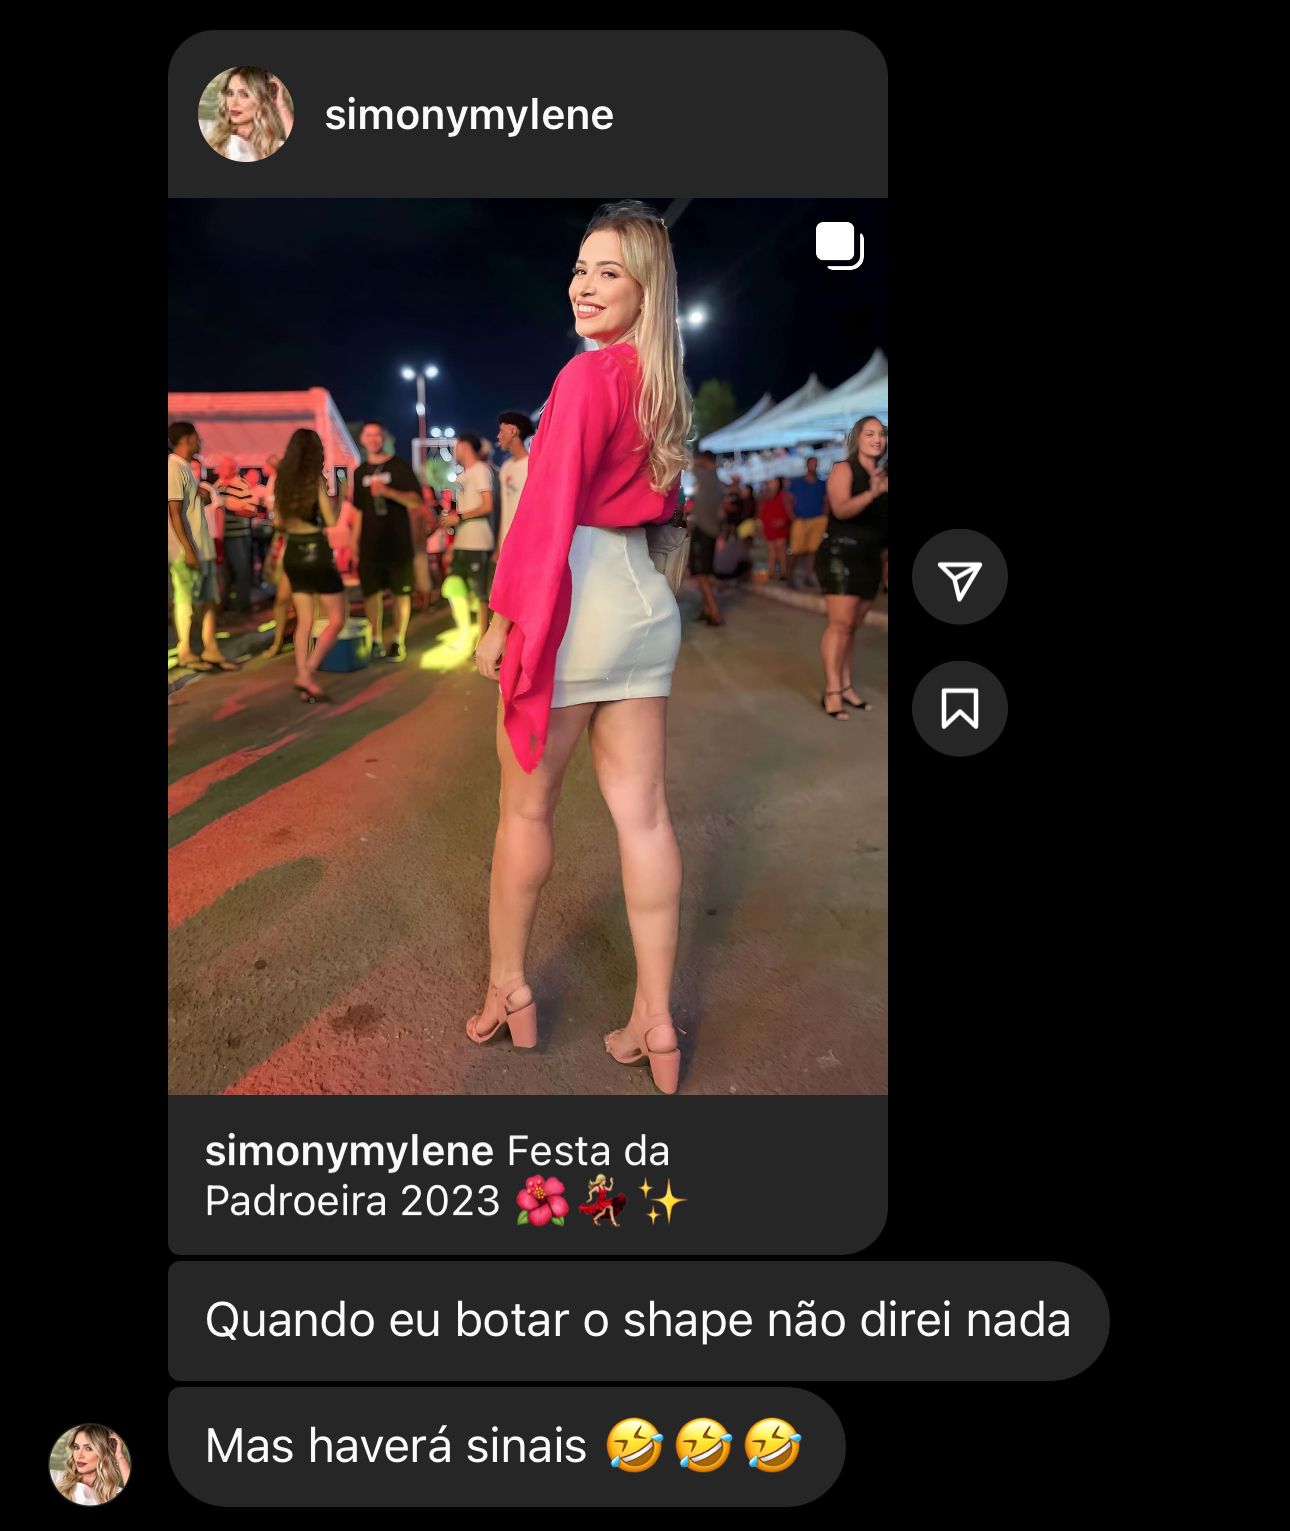 simonymylene
simonymylene Festa da
Padroeira 2023 🌺💃✨
Quando eu botar o shape não direi nada
Mas haverá sinais 🤣🤣🤣